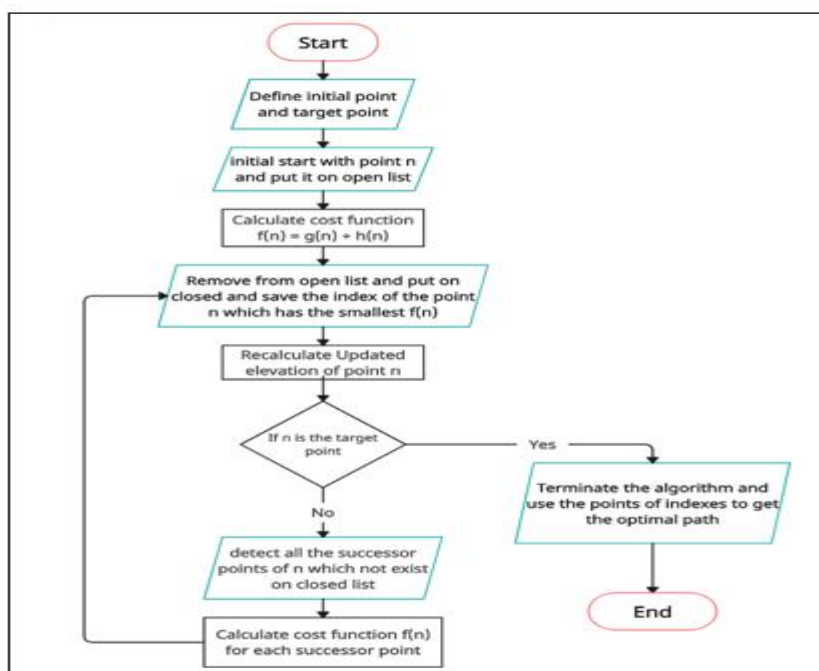 Start
Define initial point
and target point
initial start with point n
and put it on open list
Calculate cost function
f(n) = g(n) + h(n)
Remove from open list and put on
closed and save the index of the point
n which has the smallest f(n)
Recalculate Updated
elevation of point n
If n is the target
point
Yes
Terminate the algorithm and
use the points of indexes to get
the optimal path
End
No
detect all the successor
points of n which not exist
on closed list
Calculate cost function f(n)
for each successor point